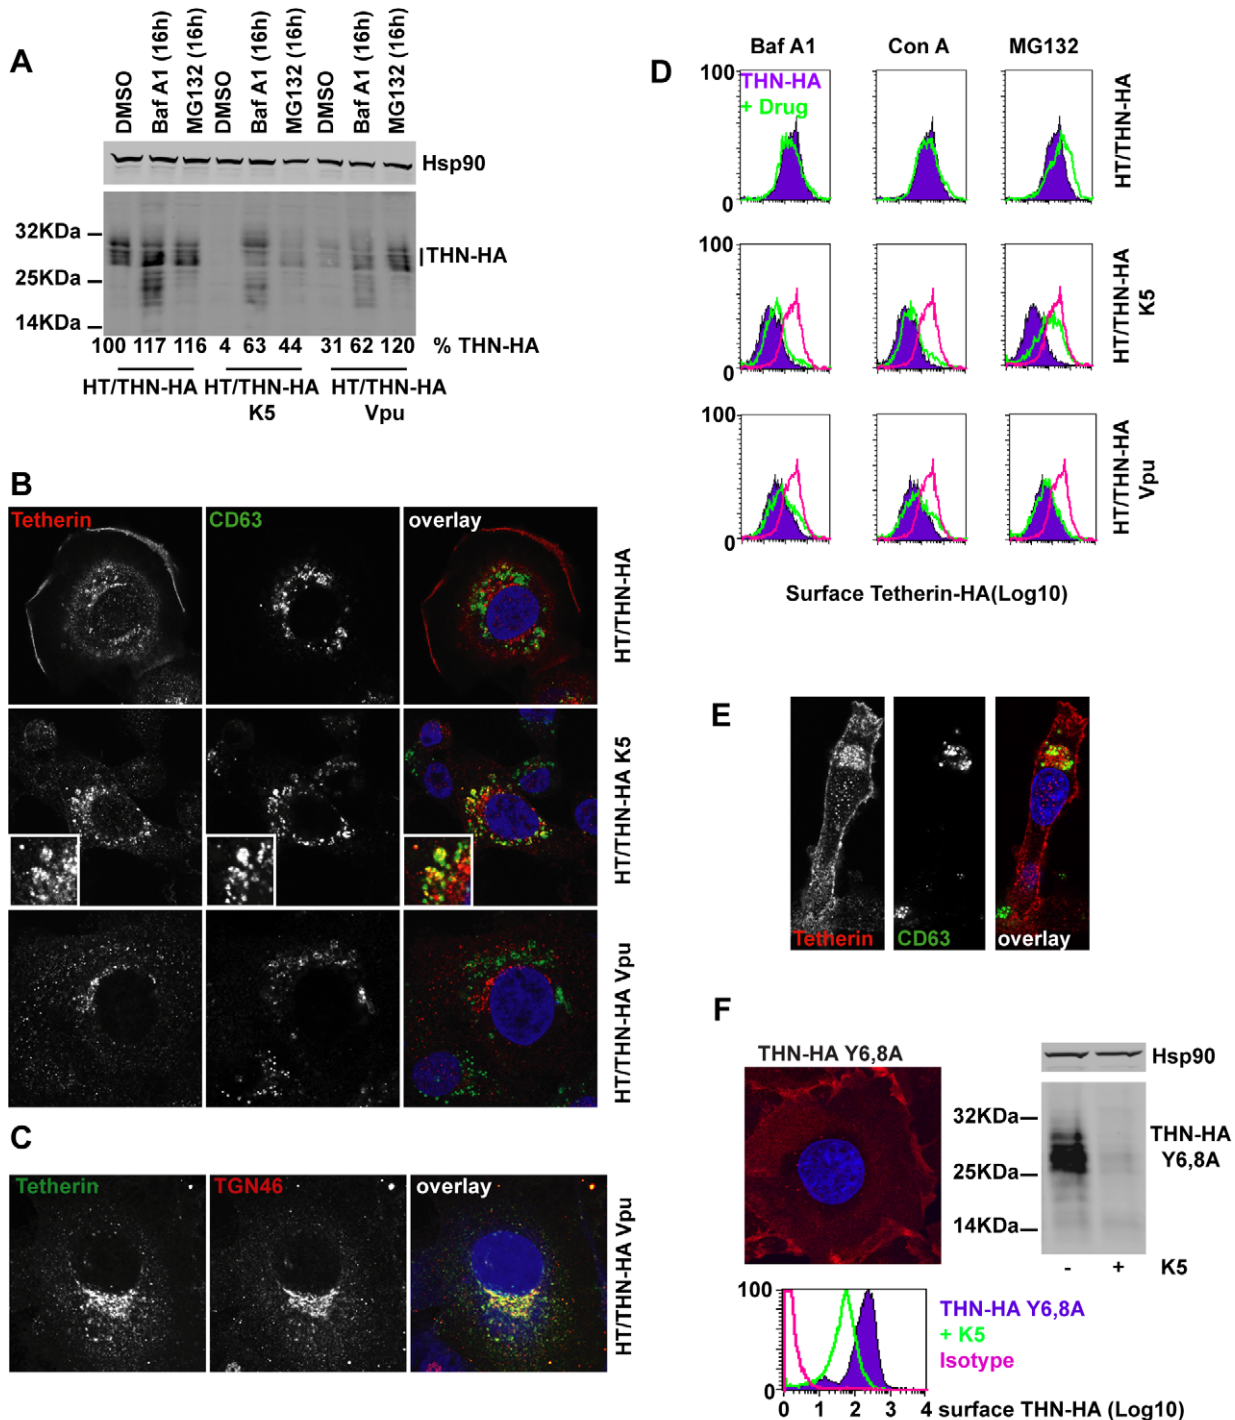 A
DMSO
Baf A1 (16h)
MG132 (16h)
DMSO
Baf A1 (16h)
MG132 (16h)
DMSO
Baf A1 (16h)
MG132 (16h)
Hsp90
32KDa
25KDa
14KDa
THN-HA
100 117 116 4 63 44 31 62 120 % THN-HA
HT/THN-HA HT/THN-HA HT/THN-HA
K5 Vpu
B
Tetherin CD63 overlay
HT/THN-HA
HT/THN-HA K5
HT/THN-HA Vpu
C
Tetherin TGN46 overlay
HT/THN-HA Vpu
D
Baf A1 Con A MG132
100
THN-HA
+ Drug
0
HT/THN-HA
100
0
HT/THN-HA
K5
100
0
HT/THN-HA
Vpu
Surface Tetherin-HA(Log10)
E
Tetherin CD63 overlay
F
THN-HA Y6,8A
Hsp90
32KDa
25KDa
14KDa
THN-HA
Y6,8A
- + K5
100
0
THN-HA Y6,8A
+ K5
Isotype
0 1 2 3 4 surface THN-HA (Log10)